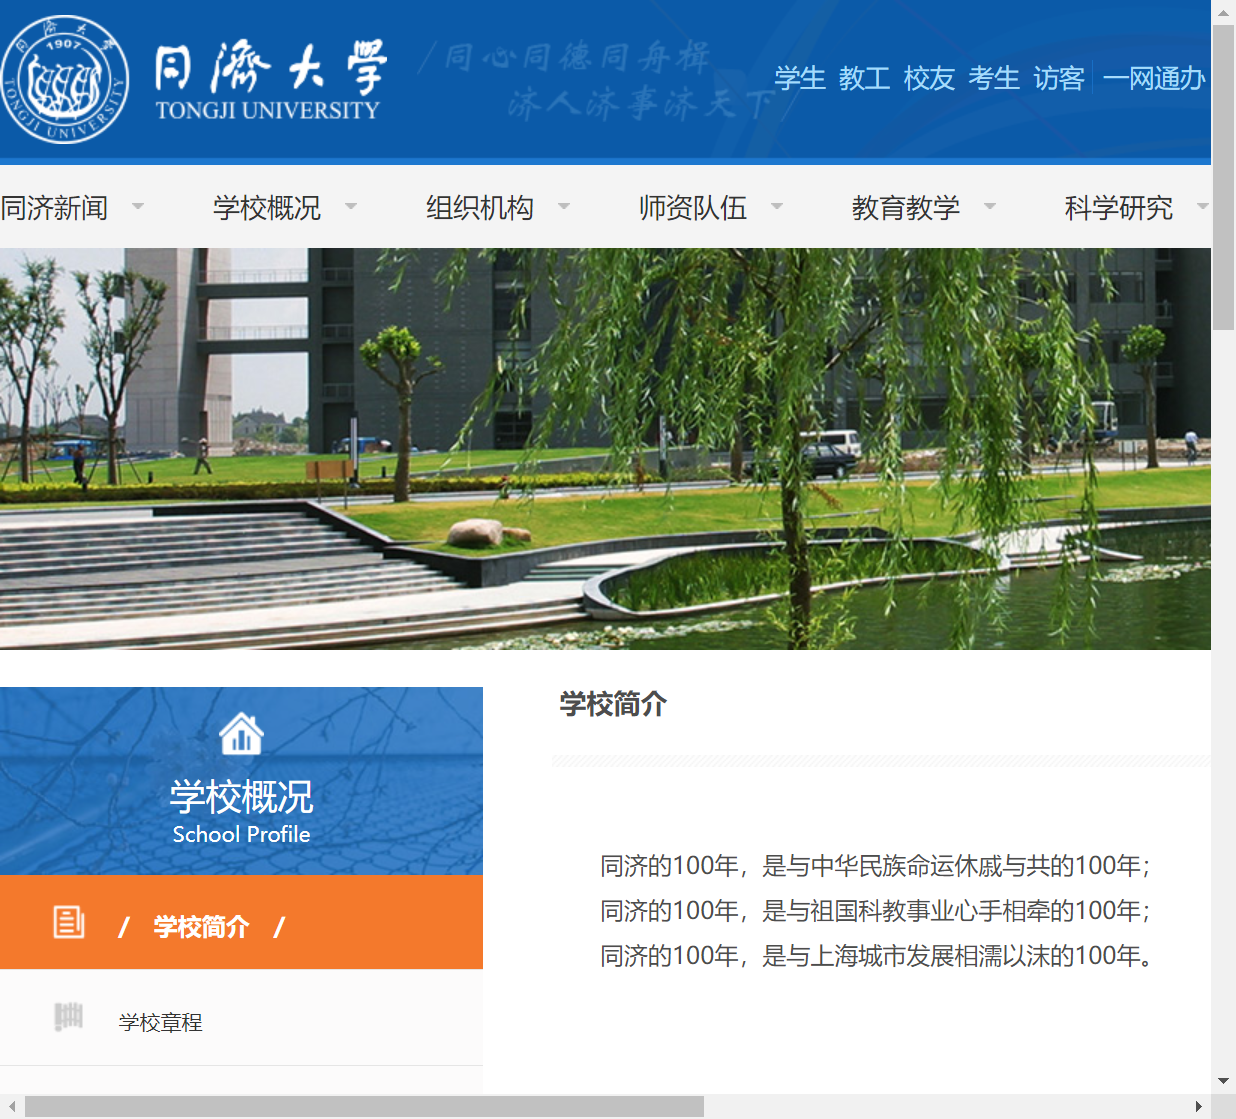 同濟大學
1907
TONGJI UNIVERSITY
同濟大學
TONGJI UNIVERSITY
同心同德同舟楫
济人济事济天下
学生 教工 校友 考生 访客 一网通办
同济新闻 学校概况 组织机构 师资队伍 教育教学 科学研究
学校简介
学校概况
School Profile
同济的100年，是与中华民族命运休戚与共的100年；
同济的100年，是与祖国科教事业心手相牵的100年；
同济的100年，是与上海城市发展相濡以沫的100年。
/ 学校简介 /
学校章程